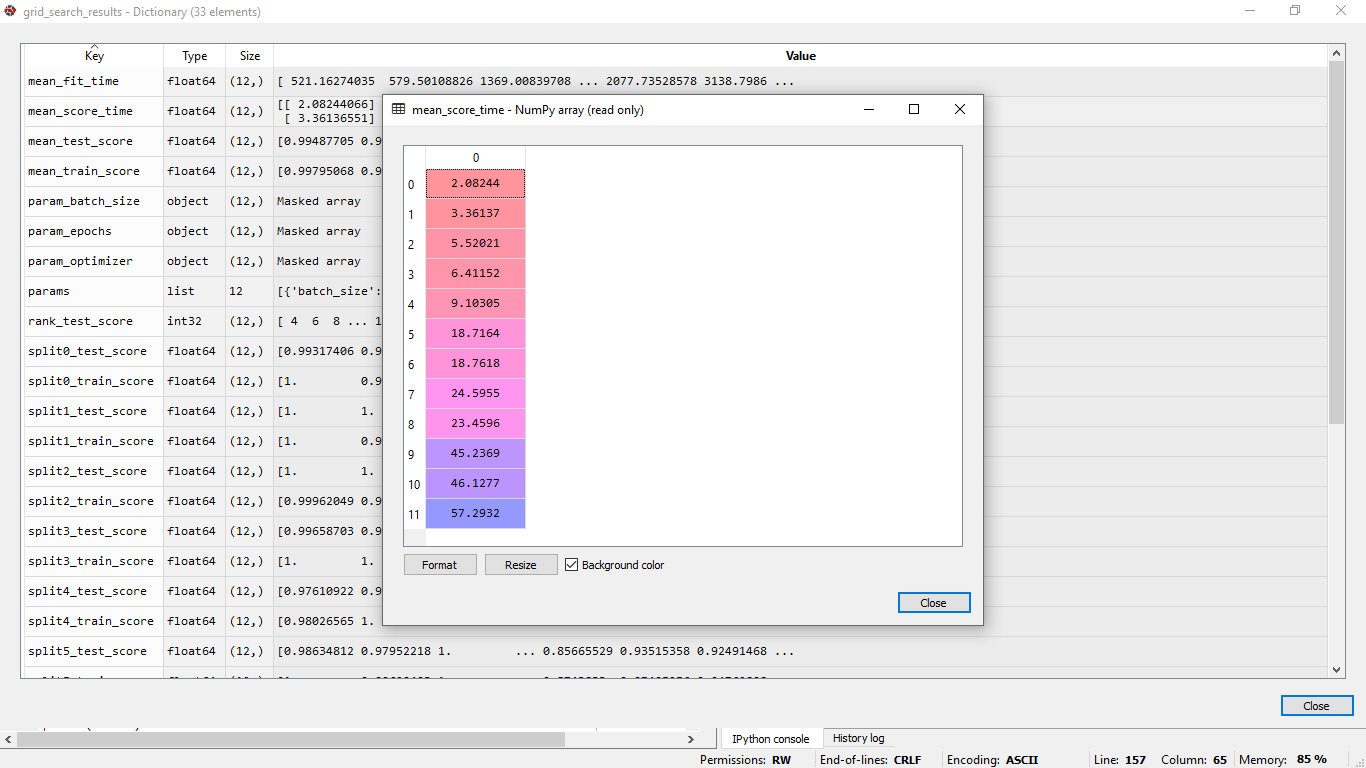 grid_search_results - Dictionary (33 elements)
Key Type Size Value
mean_fit_time float64 (12,) [ 521.16274035 579.50108826 1369.00839708 ... 2077.73528578 3138.7986 ...
mean_score_time float64 (12,) [[ 2.08244066]
[ 3.36136551]
mean_test_score float64 (12,) [0.99487705 0.9
mean_train_score float64 (12,) [0.99795068 0.9
param_batch_size object (12,) Masked array
param_epochs object (12,) Masked array
param_optimizer object (12,) Masked array
params list 12 [{'batch_size':
rank_test_score int32 (12,) [ 4 6 8 ... 1
split0_test_score float64 (12,) [0.99317406 0.9
split0_train_score float64 (12,) [1. 0.9
split1_test_score float64 (12,) [1. 1.
split1_train_score float64 (12,) [1. 0.9
split2_test_score float64 (12,) [1. 1.
split2_train_score float64 (12,) [0.99962049 0.9
split3_test_score float64 (12,) [0.99658703 0.9
split3_train_score float64 (12,) [1. 1.
split4_test_score float64 (12,) [0.97610922 0.9
split4_train_score float64 (12,) [0.98026565 1.
split5_test_score float64 (12,) [0.98634812 0.97952218 1. ... 0.85665529 0.93515358 0.92491468 ...
mean_score_time - NumPy array (read only)
0
0 2.08244
1 3.36137
2 5.52021
3 6.41152
4 9.10305
5 18.7164
6 18.7618
7 24.5955
8 23.4596
9 45.2369
10 46.1277
11 57.2932
Format Resize Background color
Close
Close
IPython console History log
Permissions: RW End-of-lines: CRLF Encoding: ASCII Line: 157 Column: 65 Memory: 85 %